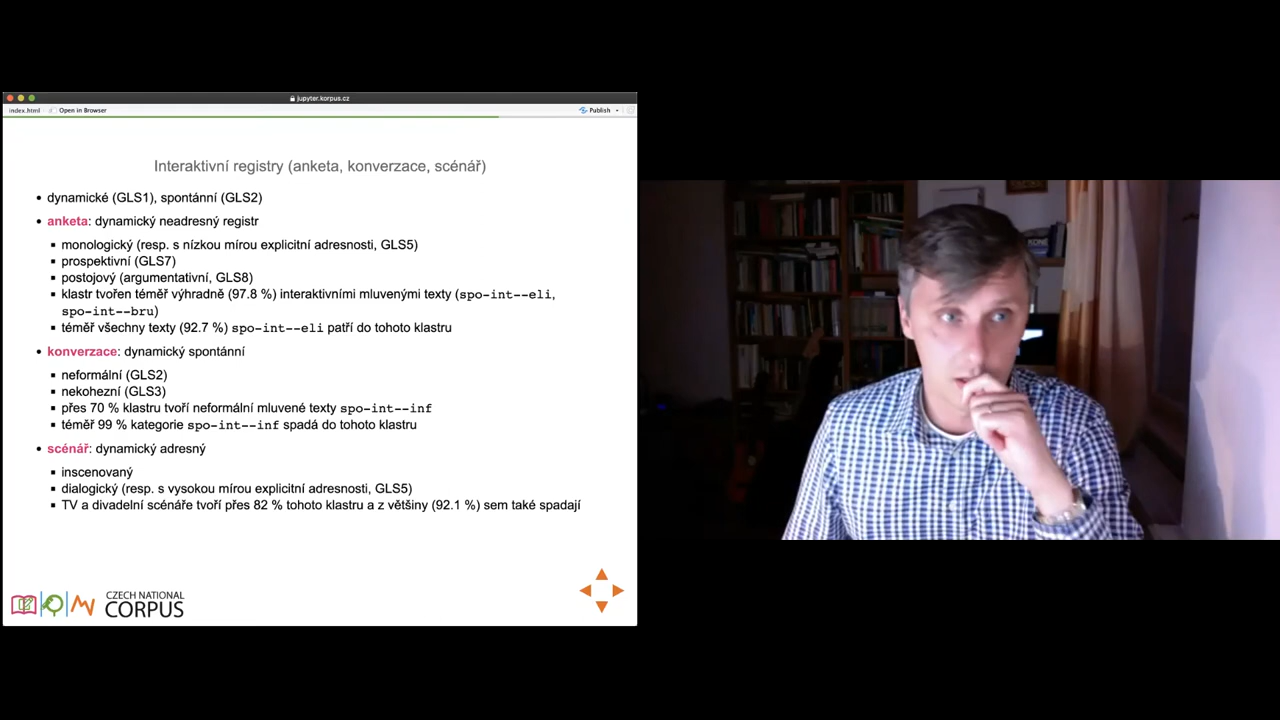 jupyter.korpus.cz
index.html
Open in Browser
Publish
Interaktivní registry (anketa, konverzace, scénář)
• dynamické (GLS1), spontánní (GLS2)
• anketa: dynamický neadresný registr
▪ monologický (resp. s nízkou mírou explicitní adresnosti, GLS5)
▪ prospektivní (GLS7)
▪ postojový (argumentativní, GLS8)
▪ klastr tvořen téměř výhradně (97.8 %) interaktivními mluvenými texty (spo-int--eli,
spo-int--bru)
▪ téměř všechny texty (92.7 %) spo-int--eli patří do tohoto klastru
• konverzace: dynamický spontánní
▪ neformální (GLS2)
▪ nekohezní (GLS3)
▪ přes 70 % klastru tvoří neformální mluvené texty spo-int--inf
▪ téměř 99 % kategorie spo-int--inf spadá do tohoto klastru
• scénář: dynamický adresný
▪ inscenovaný
▪ dialogický (resp. s vysokou mírou explicitní adresnosti, GLS5)
▪ TV a divadelní scénáře tvoří přes 82 % tohoto klastru a z většiny (92.1 %) sem také spadají
CZECH NATIONAL
CORPUS